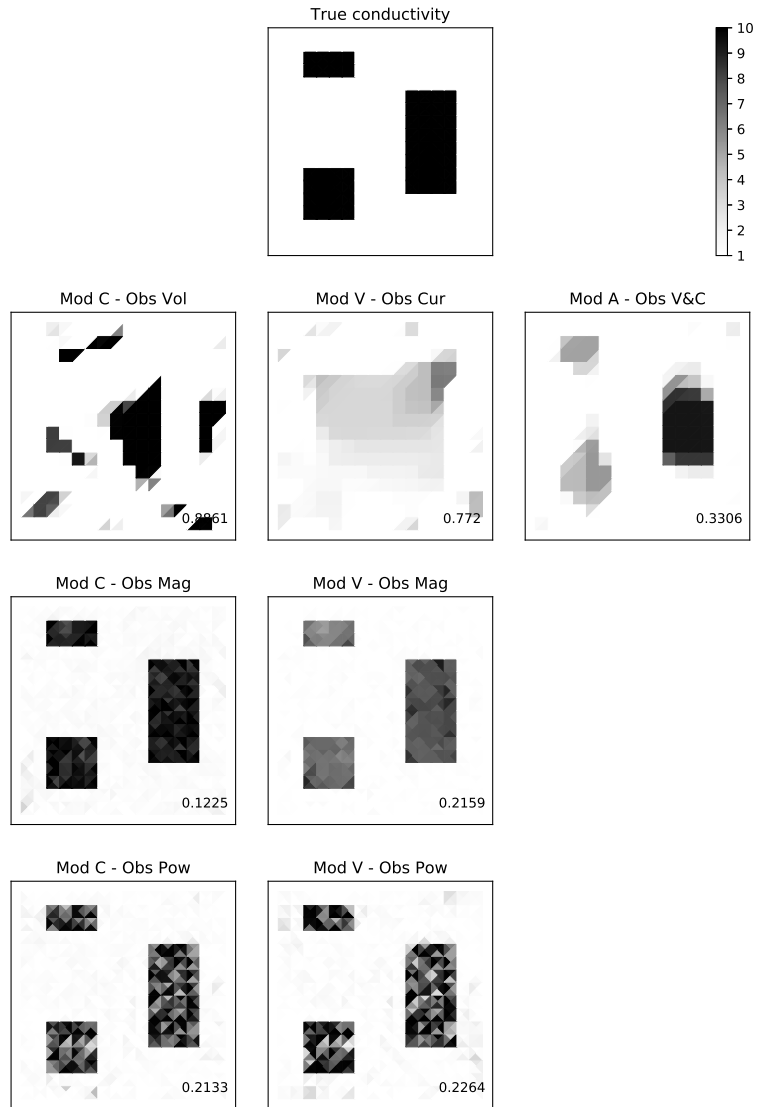 True conductivity
10
9
8
7
6
5
4
3
2
1
Mod C - Obs Vol
Mod V - Obs Cur
Mod A - Obs V&C
0.8861
0.772
0.3306
Mod C - Obs Mag
Mod V - Obs Mag
0.1225
0.2159
Mod C - Obs Pow
Mod V - Obs Pow
0.2133
0.2264